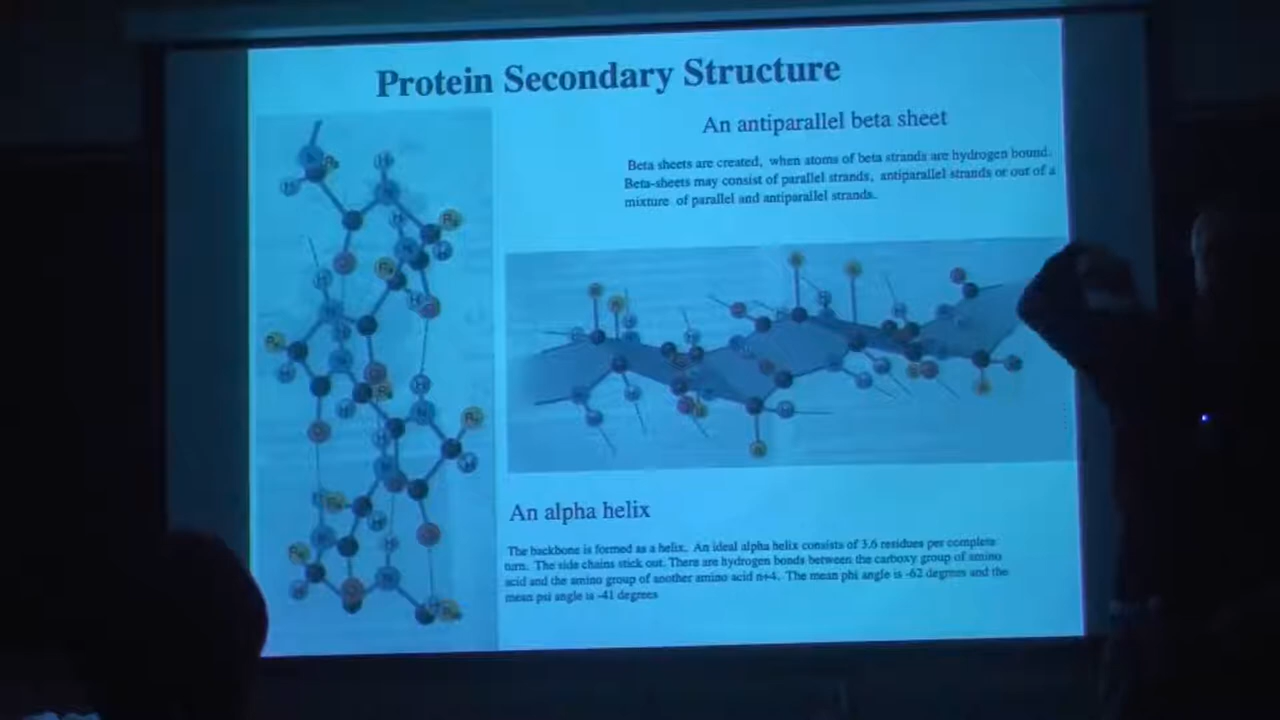 Protein Secondary Structure
An antiparallel beta sheet
Beta sheets are created, when atoms of beta strands are hydrogen bound.
Beta-sheets may consist of parallel strands, antiparallel strands or out of a
mixture of parallel and antiparallel strands.
An alpha helix
The backbone is formed as a helix. An ideal alpha helix consists of 3.6 residues per complete
turn. The side chains stick out. There are hydrogen bonds between the carboxy group of amino
acid and the amino group of another amino acid n+4. The mean phi angle is -62 degrees and the
mean psi angle is -41 degrees